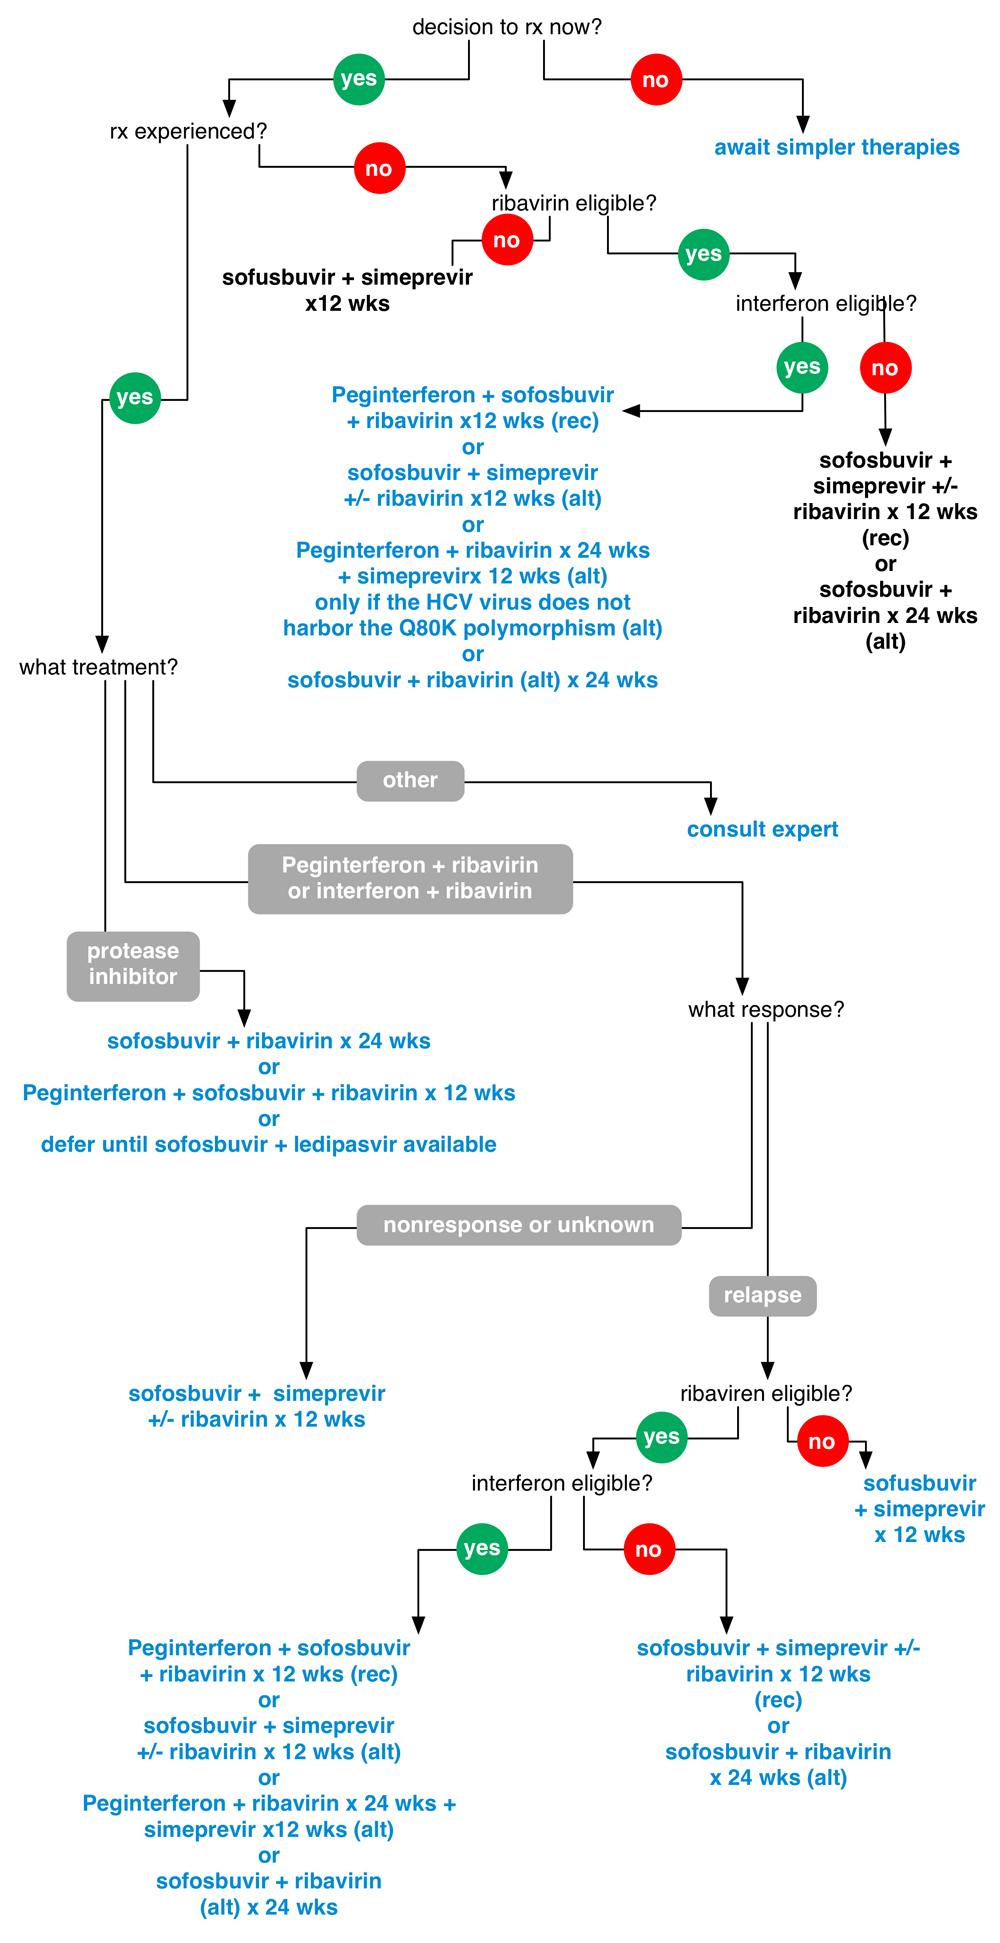 decision to rx now?
yes
no
rx experienced?
await simpler therapies
no
ribavirin eligible?
no
yes
sofusbuvir + simeprevir
x12 wks
interferon eligible?
yes
no
yes
Peginterferon + sofosbuvir
+ ribavirin x12 wks (rec)
or
sofosbuvir + simeprevir
+/- ribavirin x12 wks (alt)
or
Peginterferon + ribavirin x 24 wks
+ simeprevirx 12 wks (alt)
only if the HCV virus does not
harbor the Q80K polymorphism (alt)
or
sofosbuvir + ribavirin (alt) x 24 wks
sofosbuvir +
simeprevir +/-
ribavirin x 12 wks
(rec)
or
sofosbuvir +
ribavirin x 24 wks
(alt)
what treatment?
other
consult expert
Peginterferon + ribavirin
or interferon + ribavirin
protease
inhibitor
what response?
sofosbuvir + ribavirin x 24 wks
or
Peginterferon + sofosbuvir + ribavirin x 12 wks
or
defer until sofosbuvir + ledipasvir available
nonresponse or unknown
relapse
sofosbuvir +  simeprevir
+/- ribavirin x 12 wks
ribaviren eligible?
yes
no
interferon eligible?
sofusbuvir
+ simeprevir
x 12 wks
yes
no
Peginterferon + sofosbuvir
+ ribavirin x 12 wks (rec)
or
sofosbuvir + simeprevir
+/- ribavirin x 12 wks (alt)
or
Peginterferon + ribavirin x 24 wks +
simeprevir x12 wks (alt)
or
sofosbuvir + ribavirin
(alt) x 24 wks
sofosbuvir + simeprevir +/-
ribavirin x 12 wks
(rec)
or
sofosbuvir + ribavirin
x 24 wks (alt)